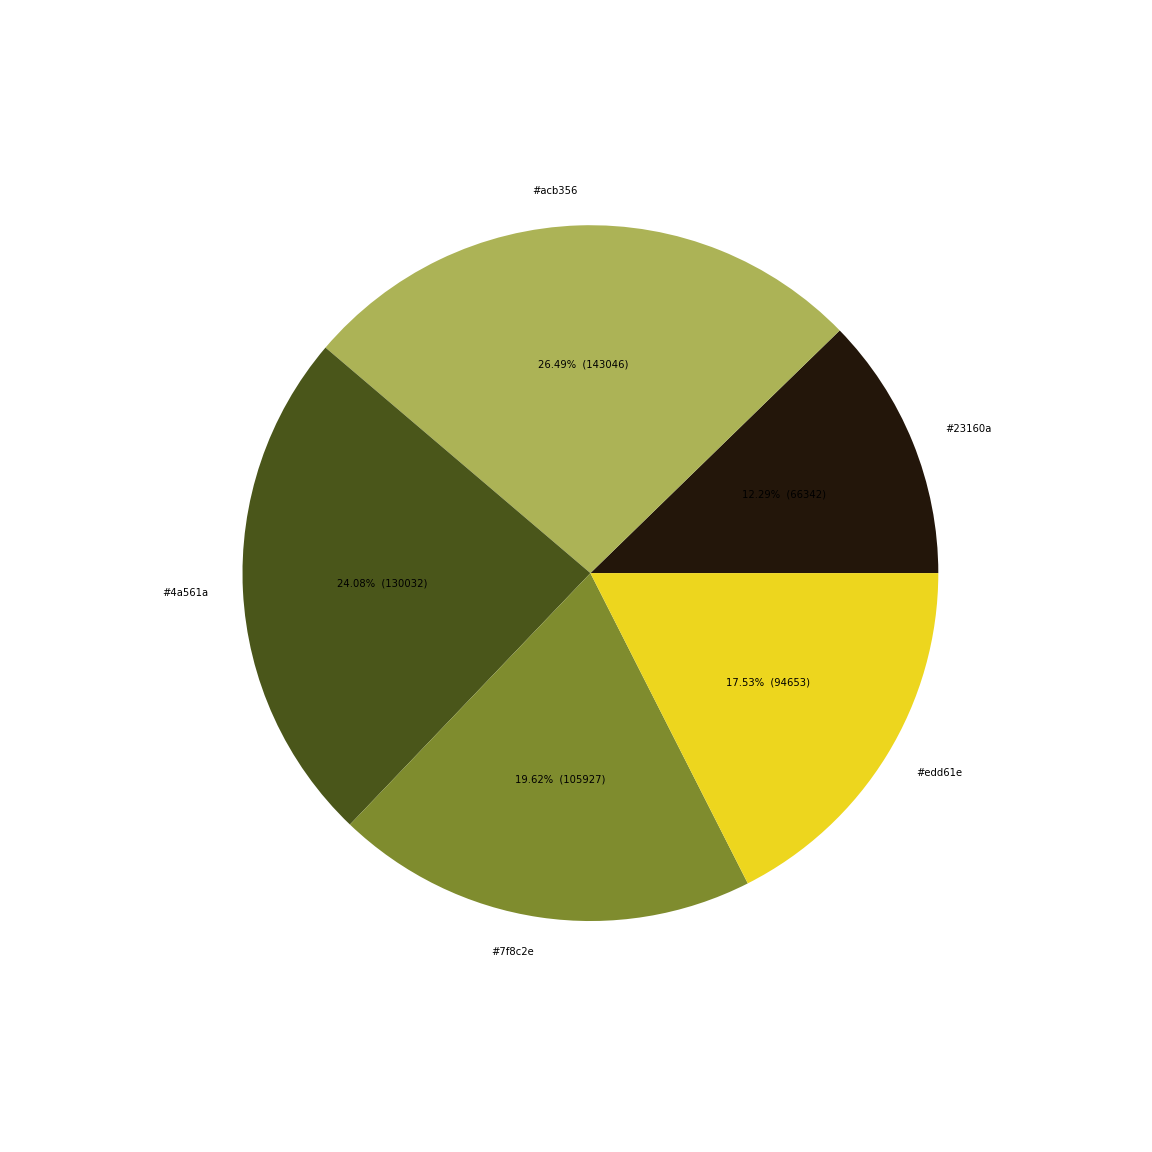 #acb356
26.49%  (143046)
#23160a
12.29%  (66342)
24.08%  (130032)
#4a561a
17.53%  (94653)
#edd61e
19.62%  (105927)
#7f8c2e